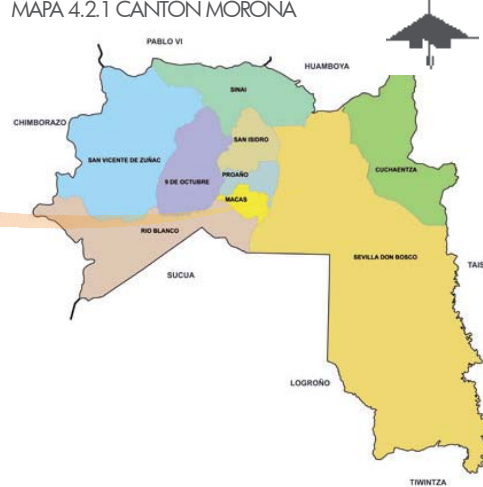 MAPA 4.2.1 CANTON MORONA
PABLO VI
HUAMBOYA
SINAI
CHIMBORAZO
SAN ISIDRO
SAN VICENTE DE ZUÑAC
CUCHAENTZA
9 DE OCTUBRE
PROAÑO
MACAS
RIO BLANCO
SEVILLA DON BOSCO
TAIS
SUCUA
LOGROÑO
TIWINTZA